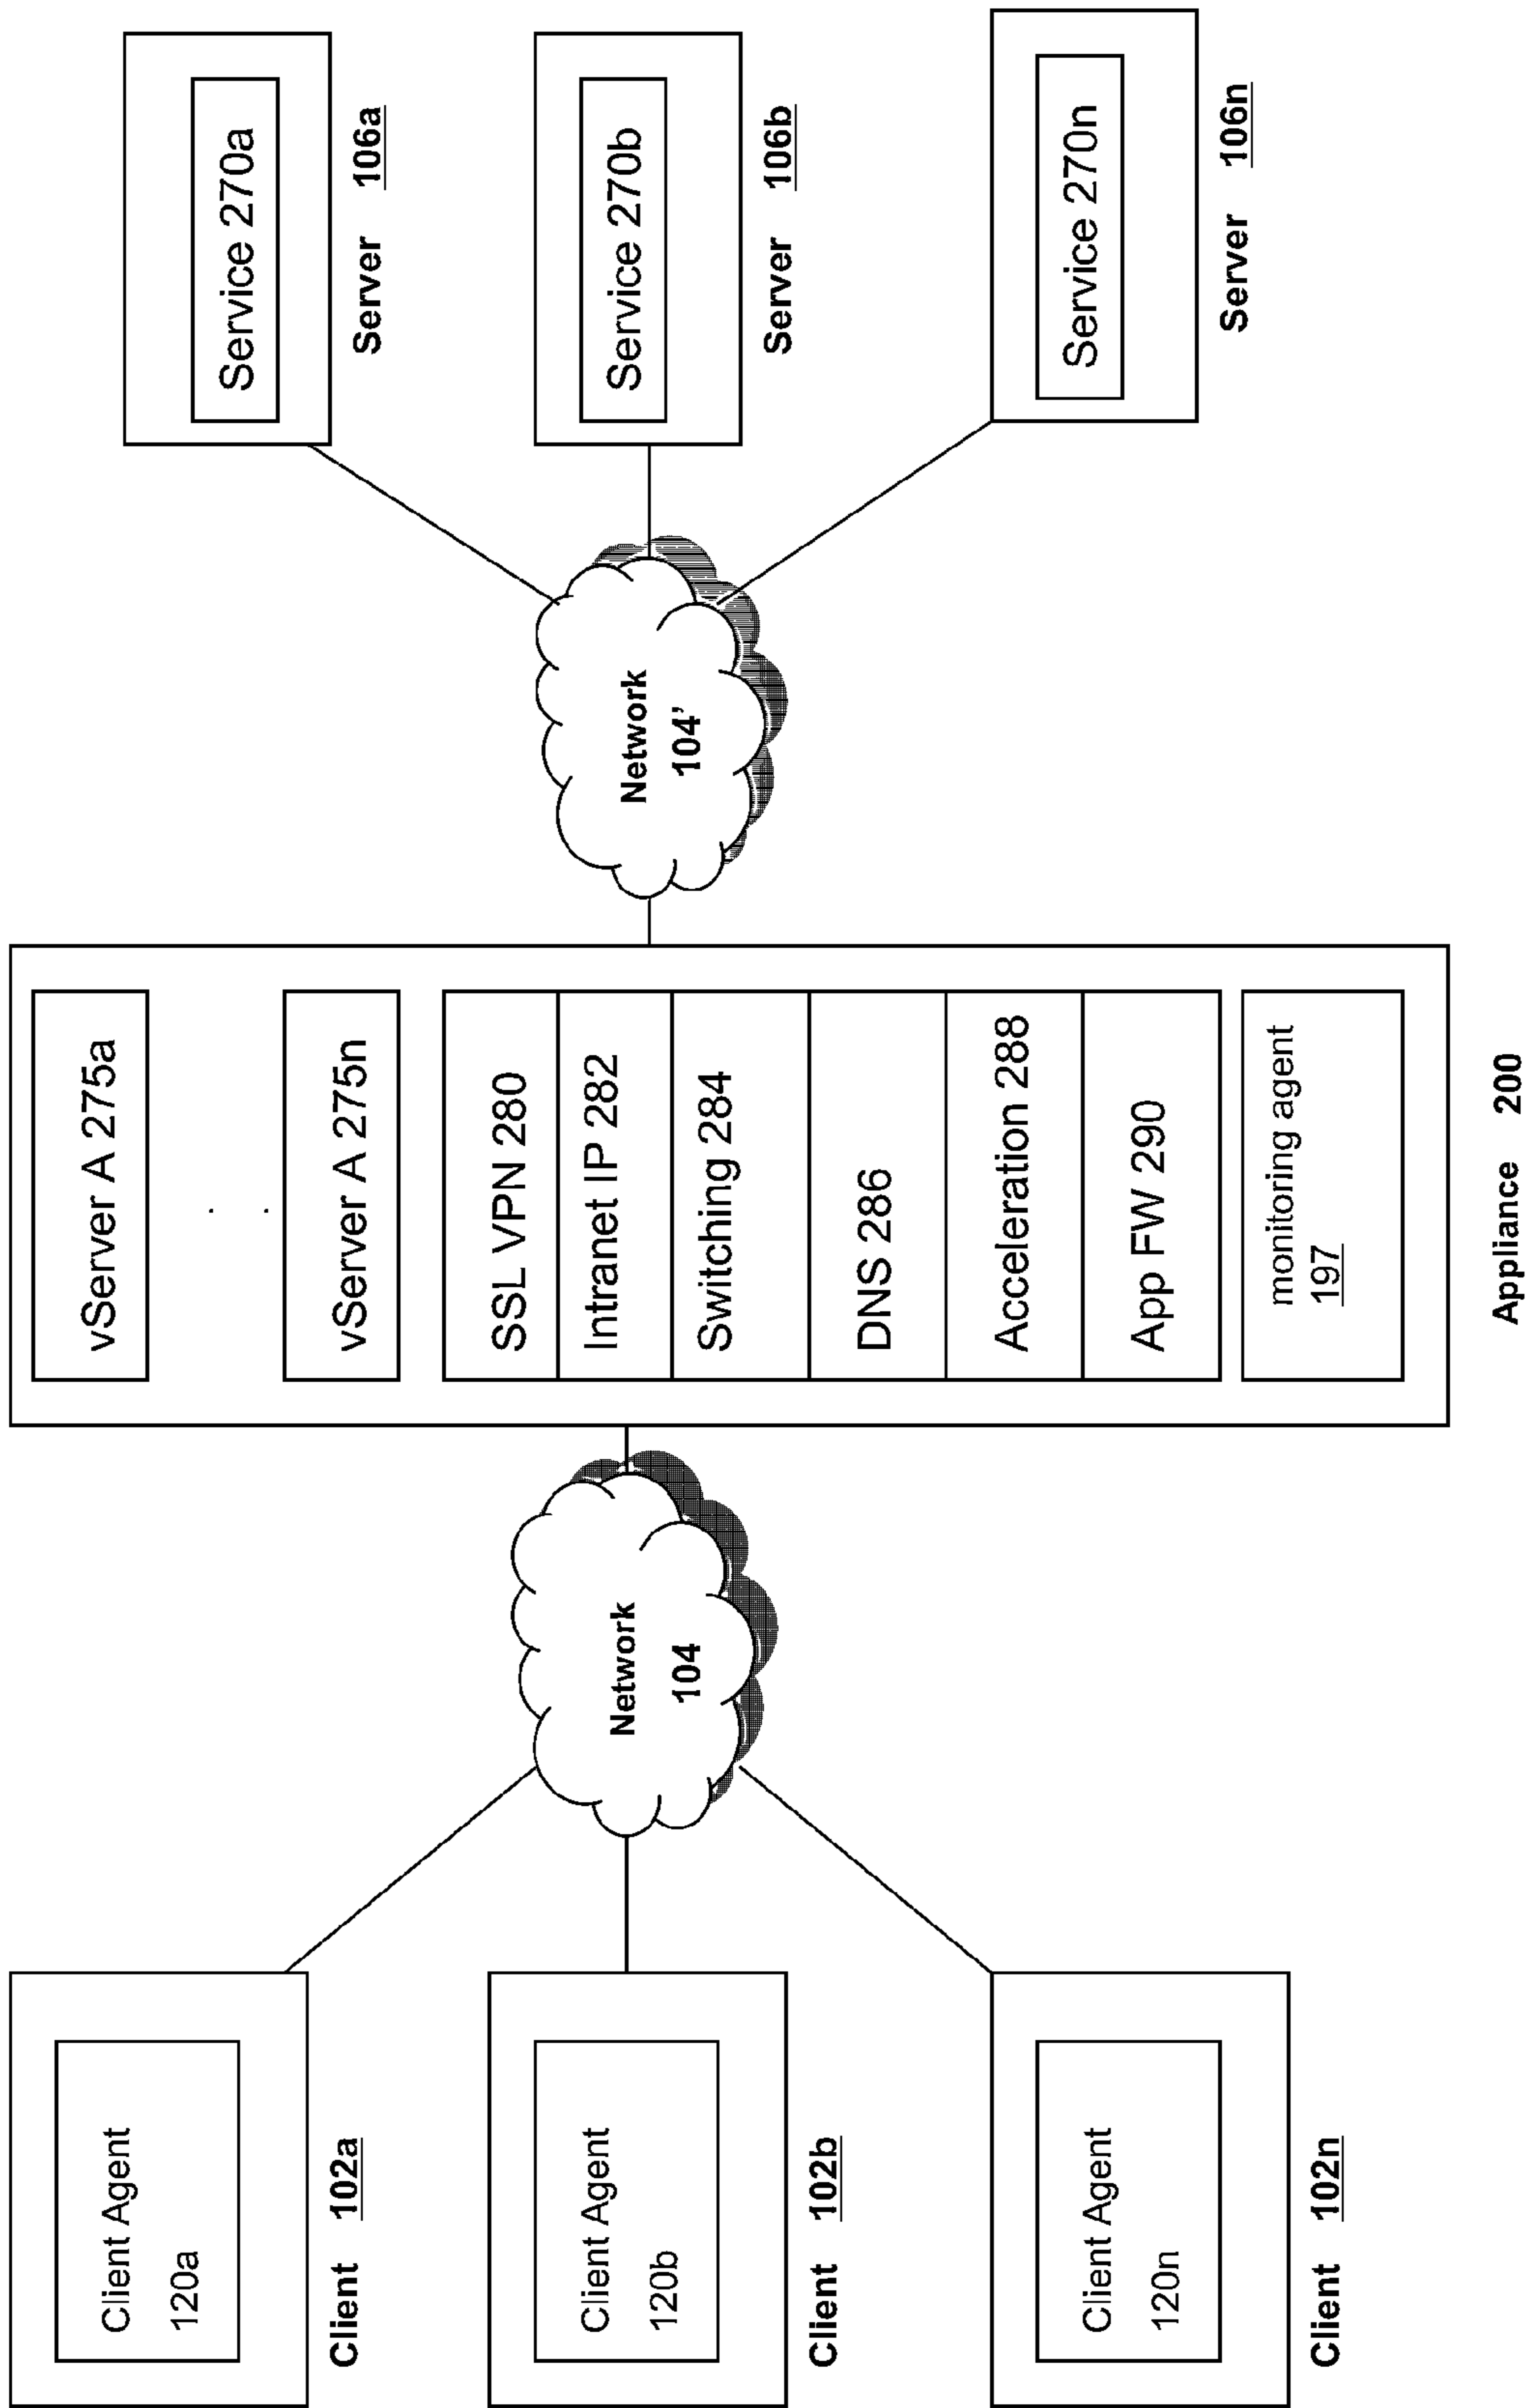 Client Agent
120a
Client 102a
Client Agent
120b
Client 102b
Client Agent
120n
Client 102n
Network
104
vServer A 275a
vServer A 275n
SSL VPN 280
Intranet IP 282
Switching 284
DNS 286
Acceleration 288
App FW 290
monitoring agent
197
Appliance 200
Network
104'
Service 270a
Server 106a
Service 270b
Server 106b
Service 270n
Server 106n